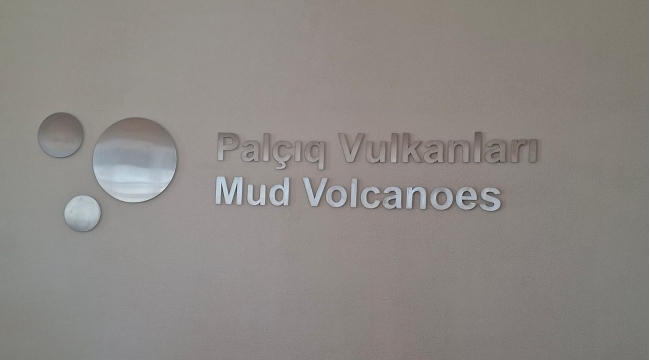 Palçıq Vulkanları
Mud Volcanoes